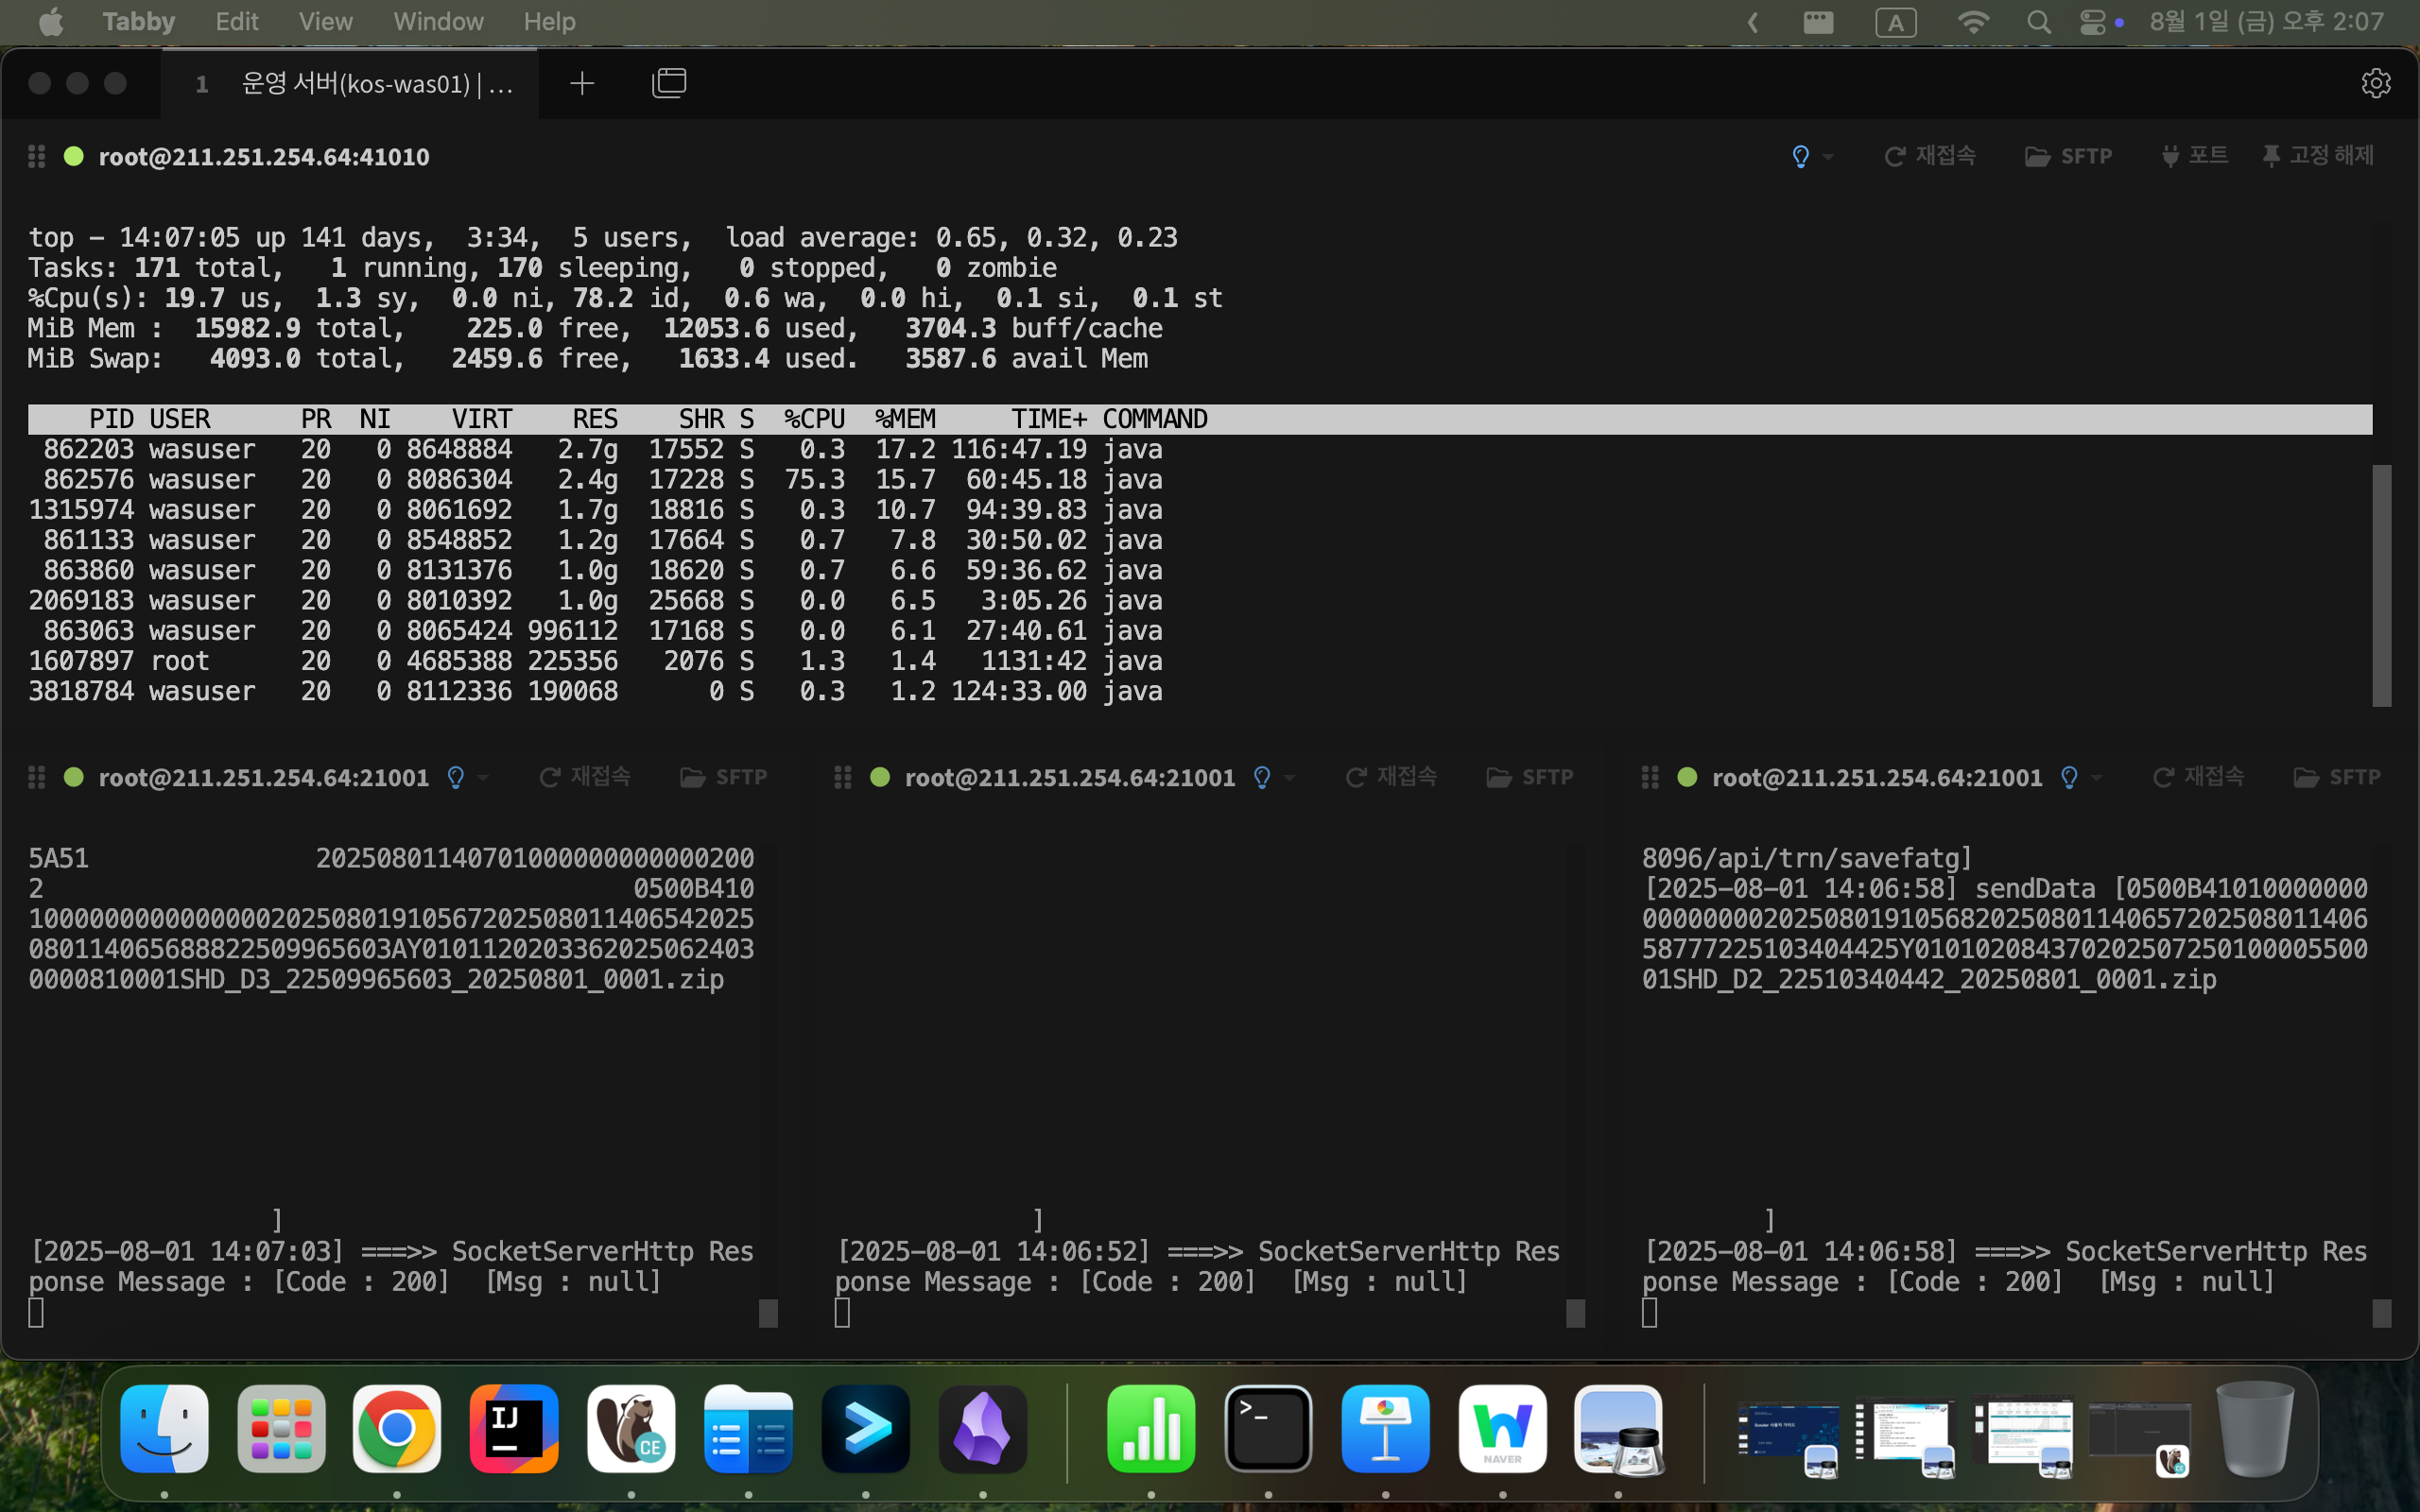 Tabby Edit View Window Help A 8월 1일 (금) 오후 2:07
1 운영 서버(kos-was01) | …
root@211.251.254.64:41010 재접속 SFTP 포트 고정 해제
top – 14:07:05 up 141 days, 3:34, 5 users, load average: 0.65, 0.32, 0.23
Tasks: 171 total, 1 running, 170 sleeping, 0 stopped, 0 zombie
%Cpu(s): 19.7 us, 1.3 sy, 0.0 ni, 78.2 id, 0.6 wa, 0.0 hi, 0.1 si, 0.1 st
MiB Mem : 15982.9 total, 225.0 free, 12053.6 used, 3704.3 buff/cache
MiB Swap: 4093.0 total, 2459.6 free, 1633.4 used. 3587.6 avail Mem
PID USER PR NI VIRT RES SHR S %CPU %MEM TIME+ COMMAND
862203 wasuser 20 0 8648884 2.7g 17552 S 0.3 17.2 116:47.19 java
862576 wasuser 20 0 8086304 2.4g 17228 S 75.3 15.7 60:45.18 java
1315974 wasuser 20 0 8061692 1.7g 18816 S 0.3 10.7 94:39.83 java
861133 wasuser 20 0 8548852 1.2g 17664 S 0.7 7.8 30:50.02 java
863860 wasuser 20 0 8131376 1.0g 18620 S 0.7 6.6 59:36.62 java
2069183 wasuser 20 0 8010392 1.0g 25668 S 0.0 6.5 3:05.26 java
863063 wasuser 20 0 8065424 996112 17168 S 0.0 6.1 27:40.61 java
1607897 root 20 0 4685388 225356 2076 S 1.3 1.4 1131:42 java
3818784 wasuser 20 0 8112336 190068 0 S 0.3 1.2 124:33.00 java
root@211.251.254.64:21001 재접속 SFTP
5A51 20250801140701000000000000200
2 0500B410
100000000000000020250801910567202508011406542025
080114065688822509965603AY0101120203362025062403
0000810001SHD_D3_22509965603_20250801_0001.zip
]
[2025-08-01 14:07:03] ===>> SocketServerHttp Res
ponse Message : [Code : 200] [Msg : null]
root@211.251.254.64:21001 재접속 SFTP
]
[2025-08-01 14:06:52] ===>> SocketServerHttp Res
ponse Message : [Code : 200] [Msg : null]
root@211.251.254.64:21001 재접속 SFTP
8096/api/trn/savefatg]
[2025-08-01 14:06:58] sendData [0500B41010000000
000000002025080191056820250801140657202508011406
58777225103404425Y010102084370202507250100005500
01SHD_D2_22510340442_20250801_0001.zip
]
[2025-08-01 14:06:58] ===>> SocketServerHttp Res
ponse Message : [Code : 200] [Msg : null]
IJ
CE
NAVER